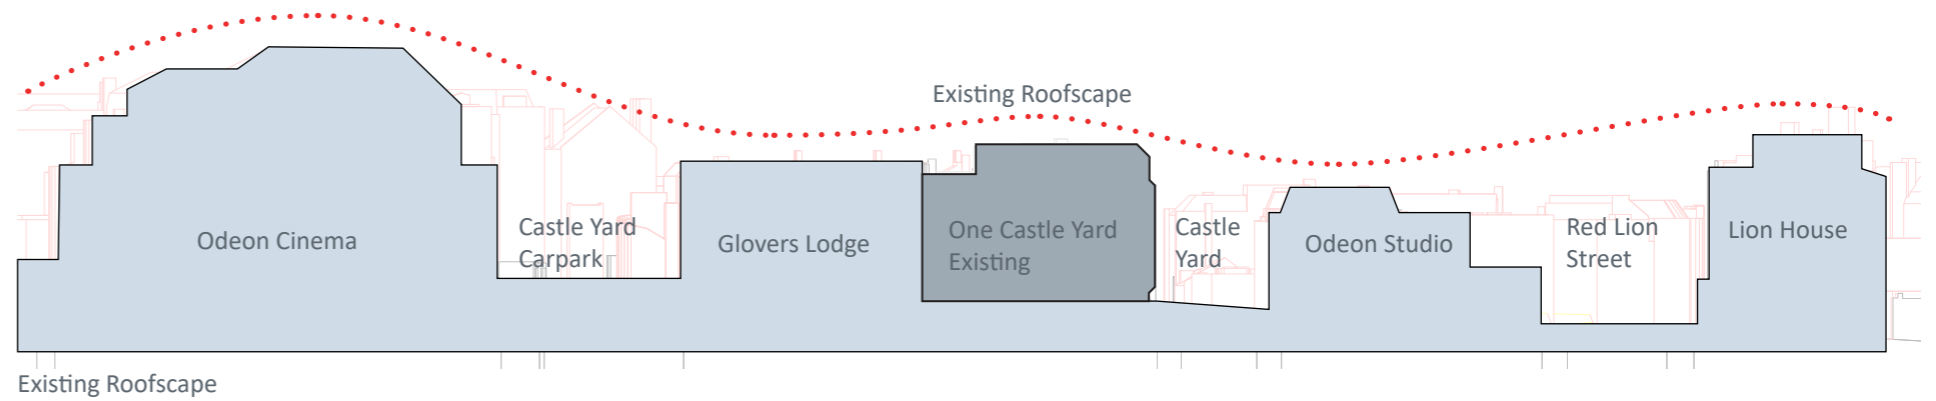 Existing Roofscape
Odeon Cinema
Castle Yard
Carpark
Glovers Lodge
One Castle Yard
Existing
Castle
Yard
Odeon Studio
Red Lion
Street
Lion House
Existing Roofscape